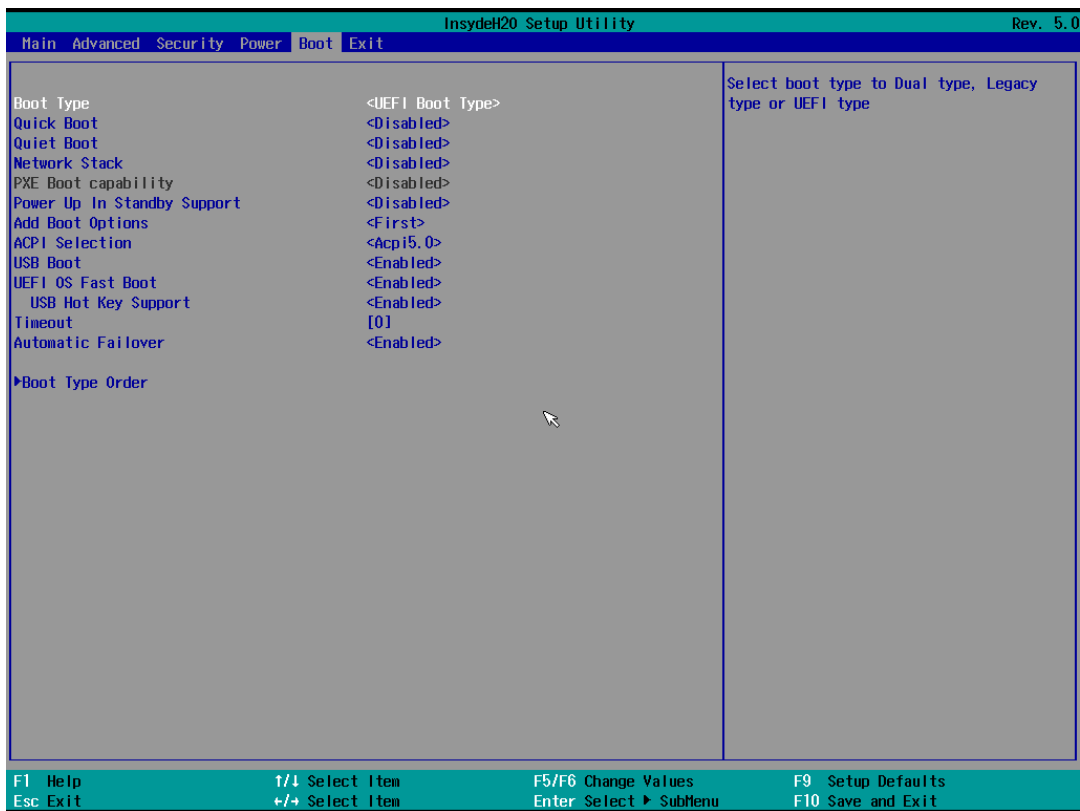 InsydeH20 Setup Utility Rev. 5.0
Main Advanced Security Power Boot Exit
Boot Type <UEFI Boot Type>
Quick Boot <Disabled>
Quiet Boot <Disabled>
Network Stack <Disabled>
PXE Boot capability <Disabled>
Power Up In Standby Support <Disabled>
Add Boot Options <First>
ACPI Selection <Acpi5.0>
USB Boot <Enabled>
UEFI OS Fast Boot <Enabled>
USB Hot Key Support <Enabled>
Timeout [0]
Automatic Failover <Enabled>
▶Boot Type Order
Select boot type to Dual type, Legacy
type or UEFI type
F1 Help ↑/↓ Select Item F5/F6 Change Values F9 Setup Defaults
Esc Exit ←/→ Select Item Enter Select ▶ SubMenu F10 Save and Exit